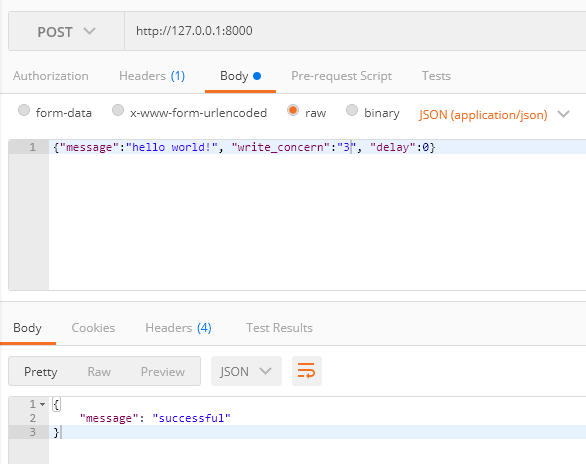 POST http://127.0.0.1:8000
Authorization Headers (1) Body Pre-request Script Tests
form-data x-www-form-urlencoded raw binary JSON (application/json)
1 {"message":"hello world!", "write_concern":"3", "delay":0}
Body Cookies Headers (4) Test Results
Pretty Raw Preview JSON
1 {
2 "message": "successful"
3 }